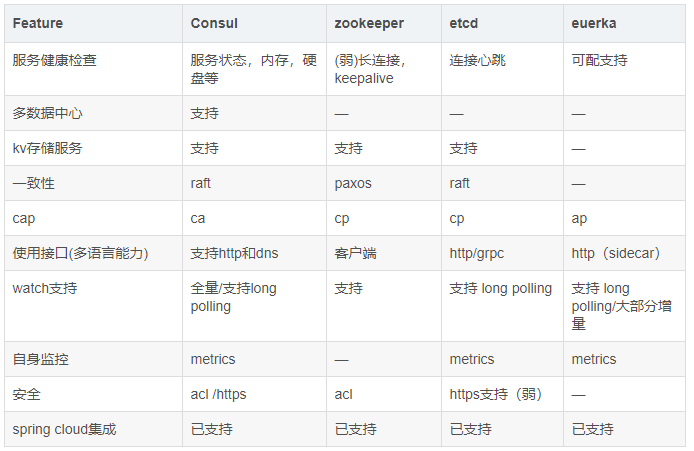 Feature Consul zookeeper etcd euerka
服务健康检查 服务状态，内存，硬盘等 (弱)长连接，keepalive 连接心跳 可配支持
多数据中心 支持 — — —
kv存储服务 支持 支持 支持 —
一致性 raft paxos raft —
cap ca cp cp ap
使用接口(多语言能力) 支持http和dns 客户端 http/grpc http（sidecar）
watch支持 全量/支持long polling 支持 支持 long polling 支持 long polling/大部分增量
自身监控 metrics — metrics metrics
安全 acl /https acl https支持（弱） —
spring cloud集成 已支持 已支持 已支持 已支持